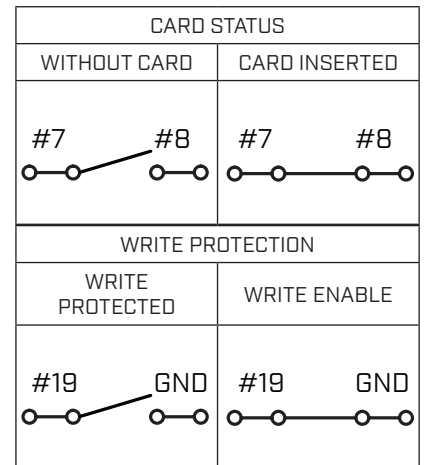 CARD STATUS
WITHOUT CARD
CARD INSERTED
#7 #8
#7 #8
WRITE PROTECTION
WRITE
PROTECTED
WRITE ENABLE
#19 GND
#19 GND